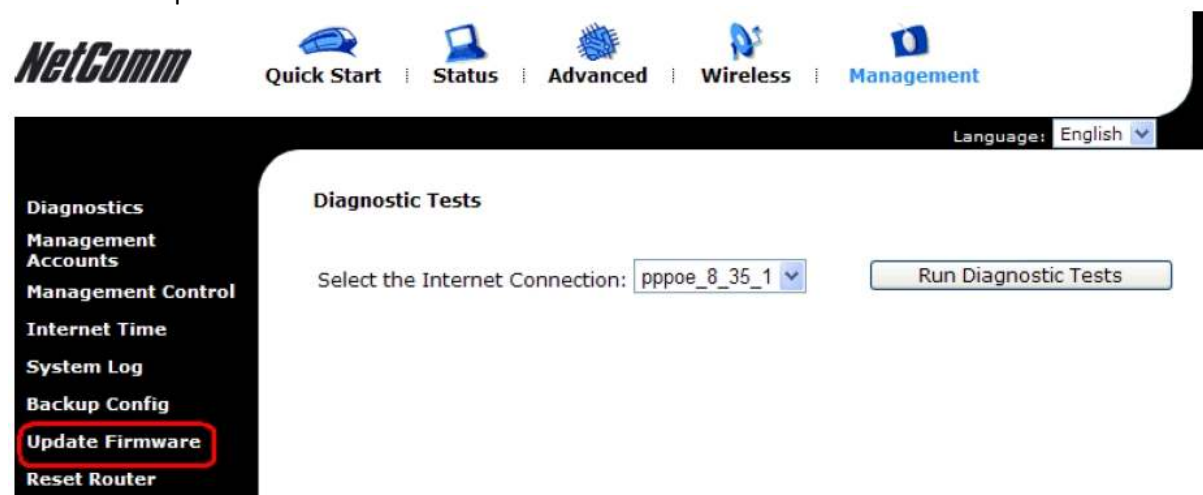 NetComm
Quick Start Status Advanced Wireless Management
Language: English
Diagnostics
Management
Accounts
Management Control
Internet Time
System Log
Backup Config
Update Firmware
Reset Router
Diagnostic Tests
Select the Internet Connection: pppoe_8_35_1 Run Diagnostic Tests